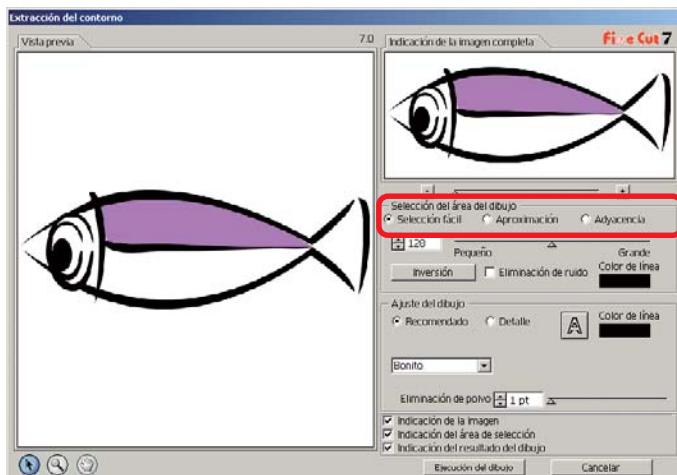 Extracción del contorno
Vista previa
7.0
Indicación de la imagen completa
Fine Cut 7
Selección del área del dibujo
Selección fácil
Aproximación
Adyacencia
128
Pequeño
Grande
Inversión
Eliminación de ruido
Color de línea
Ajuste del dibujo
Recomendado
Detalle
A
Color de línea
Bonito
Eliminación de polvo
1 pt
Indicación de la imagen
Indicación del área de selección
Indicación del resultado del dibujo
Ejecución del dibujo
Cancelar